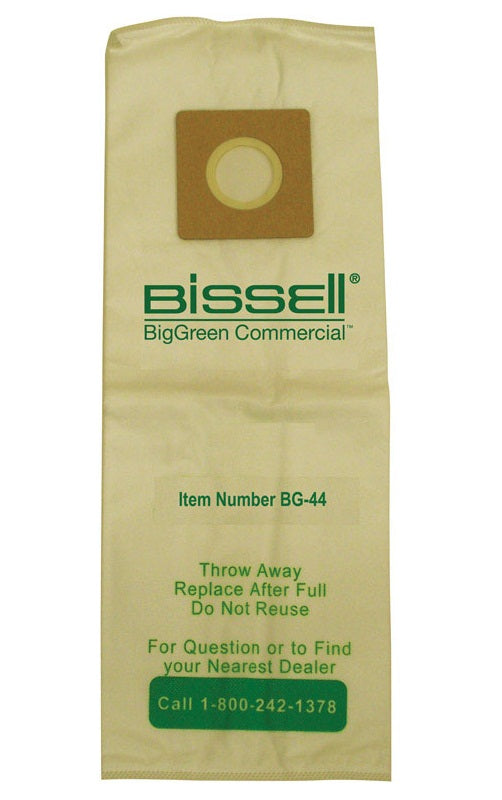 BISSELL®
BigGreen Commercial™
Item Number BG-44
Throw Away
Replace After Full
Do Not Reuse
For Question or to Find
your Nearest Dealer
Call 1-800-242-1378